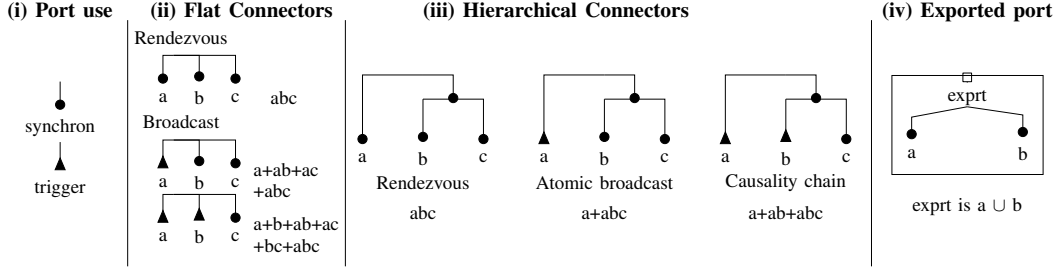 (i) Port use
synchron
trigger
(ii) Flat Connectors
Rendezvous
a b c abc
Broadcast
a b c a+ab+ac
+abc
a b c a+b+ab+ac
+bc+abc
(iii) Hierarchical Connectors
a b c
Rendezvous
abc
a b c
Atomic broadcast
a+abc
a b c
Causality chain
a+ab+abc
(iv) Exported port
exprt
a b
exprt is a ∪ b